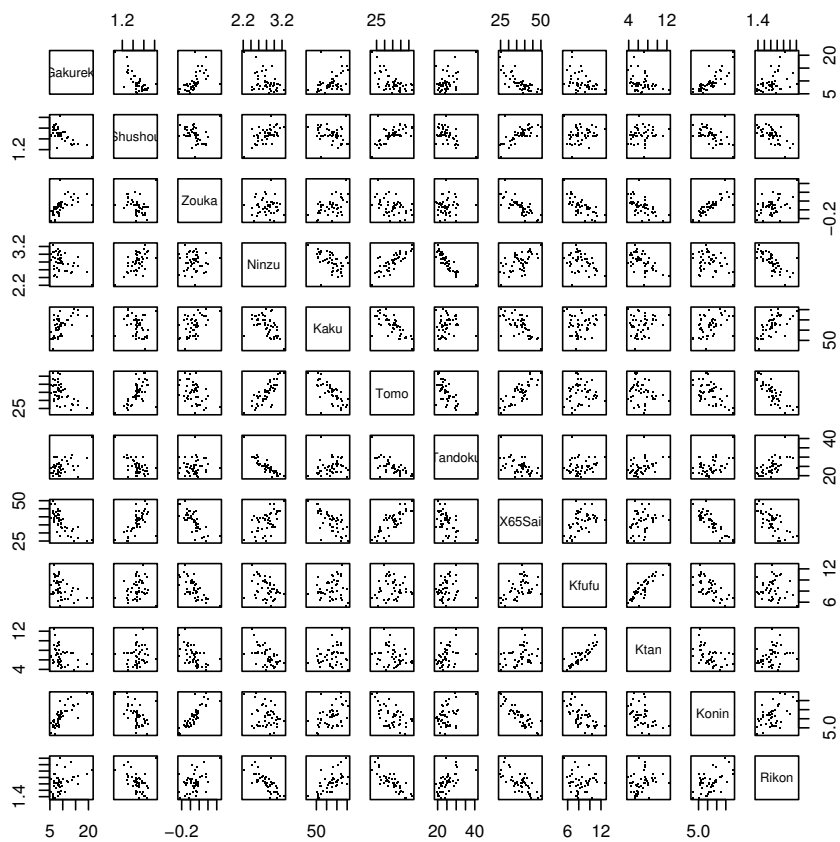 1.2 2.2 3.2 25 25 50 4 12 1.4
Gakurek 5 20
1.2 Shushou
Zouka −0.2
2.2 3.2 Ninzu
Kaku 50
25 Tomo
Tandoku 20 40
25 50 X65Sai
Kfufu 6 12
4 12 Ktan
Konin 5.0
1.4 Rikon
5 20 −0.2 50 20 40 6 12 5.0